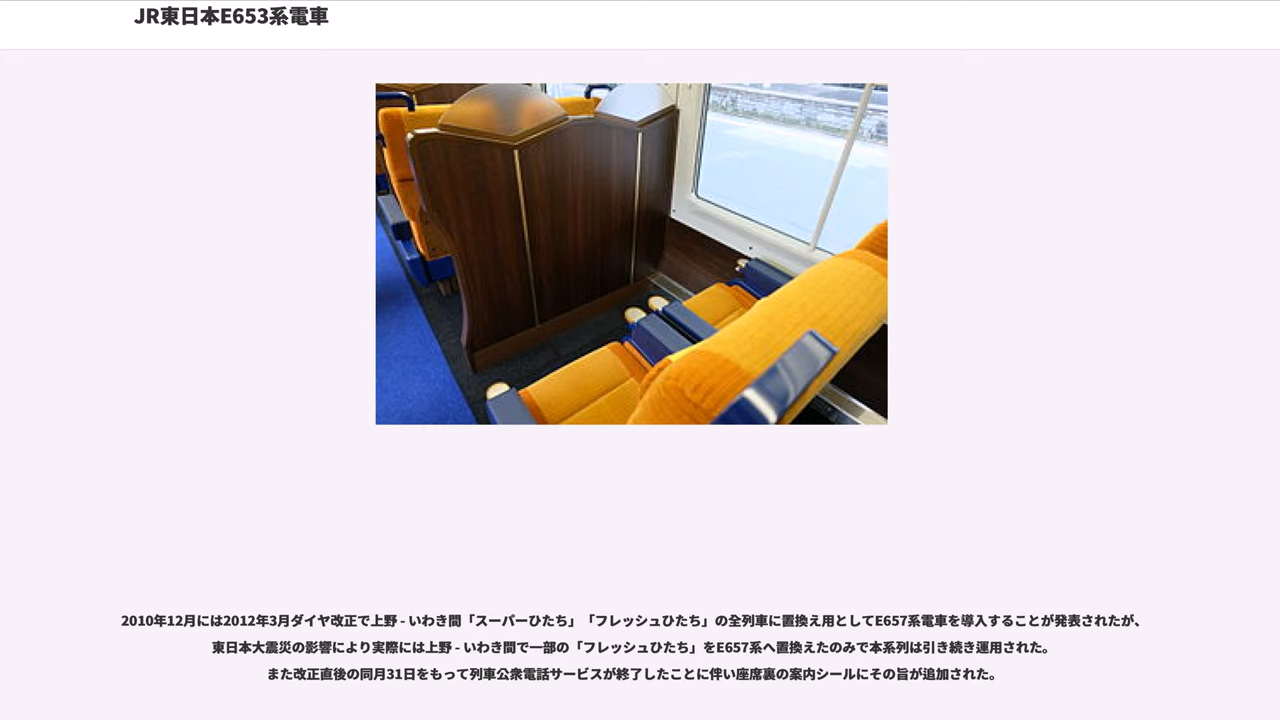 JR東日本E653系電車
2010年12月には2012年3月ダイヤ改正で上野 - いわき間「スーパーひたち」「フレッシュひたち」の全列車に置換え用としてE657系電車を導入することが発表されたが、
東日本大震災の影響により実際には上野 - いわき間で一部の「フレッシュひたち」をE657系へ置換えたのみで本系列は引き続き運用された。
また改正直後の同月31日をもって列車公衆電話サービスが終了したことに伴い座席裏の案内シールにその旨が追加された。